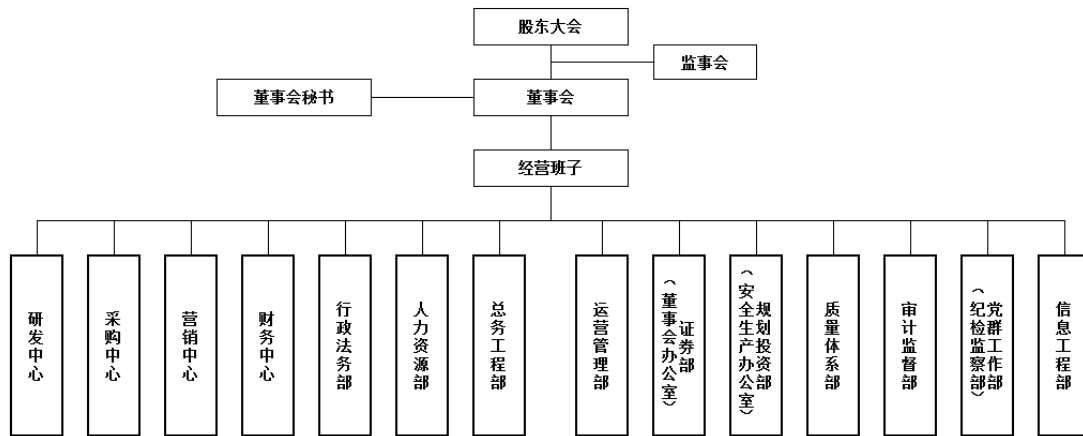 股东大会
监事会
董事会秘书
董事会
经营班子
研发中心
采购中心
营销中心
财务中心
行政法务部
人力资源部
总务工程部
运营管理部
证券部
(董事会办公室)
规划投资部
(安全生产办公室)
质量体系部
审计监督部
党群工作部
(纪检监察部)
信息工程部